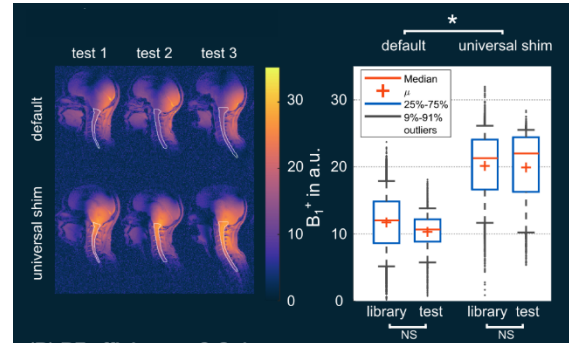 *
test 1 test 2 test 3
default universal shim
default
universal shim
30
20
10
0
B₁⁺ in a.u.
30
20
10
0
Median
μ
25%-75%
9%-91%
outliers
library test library test
NS NS